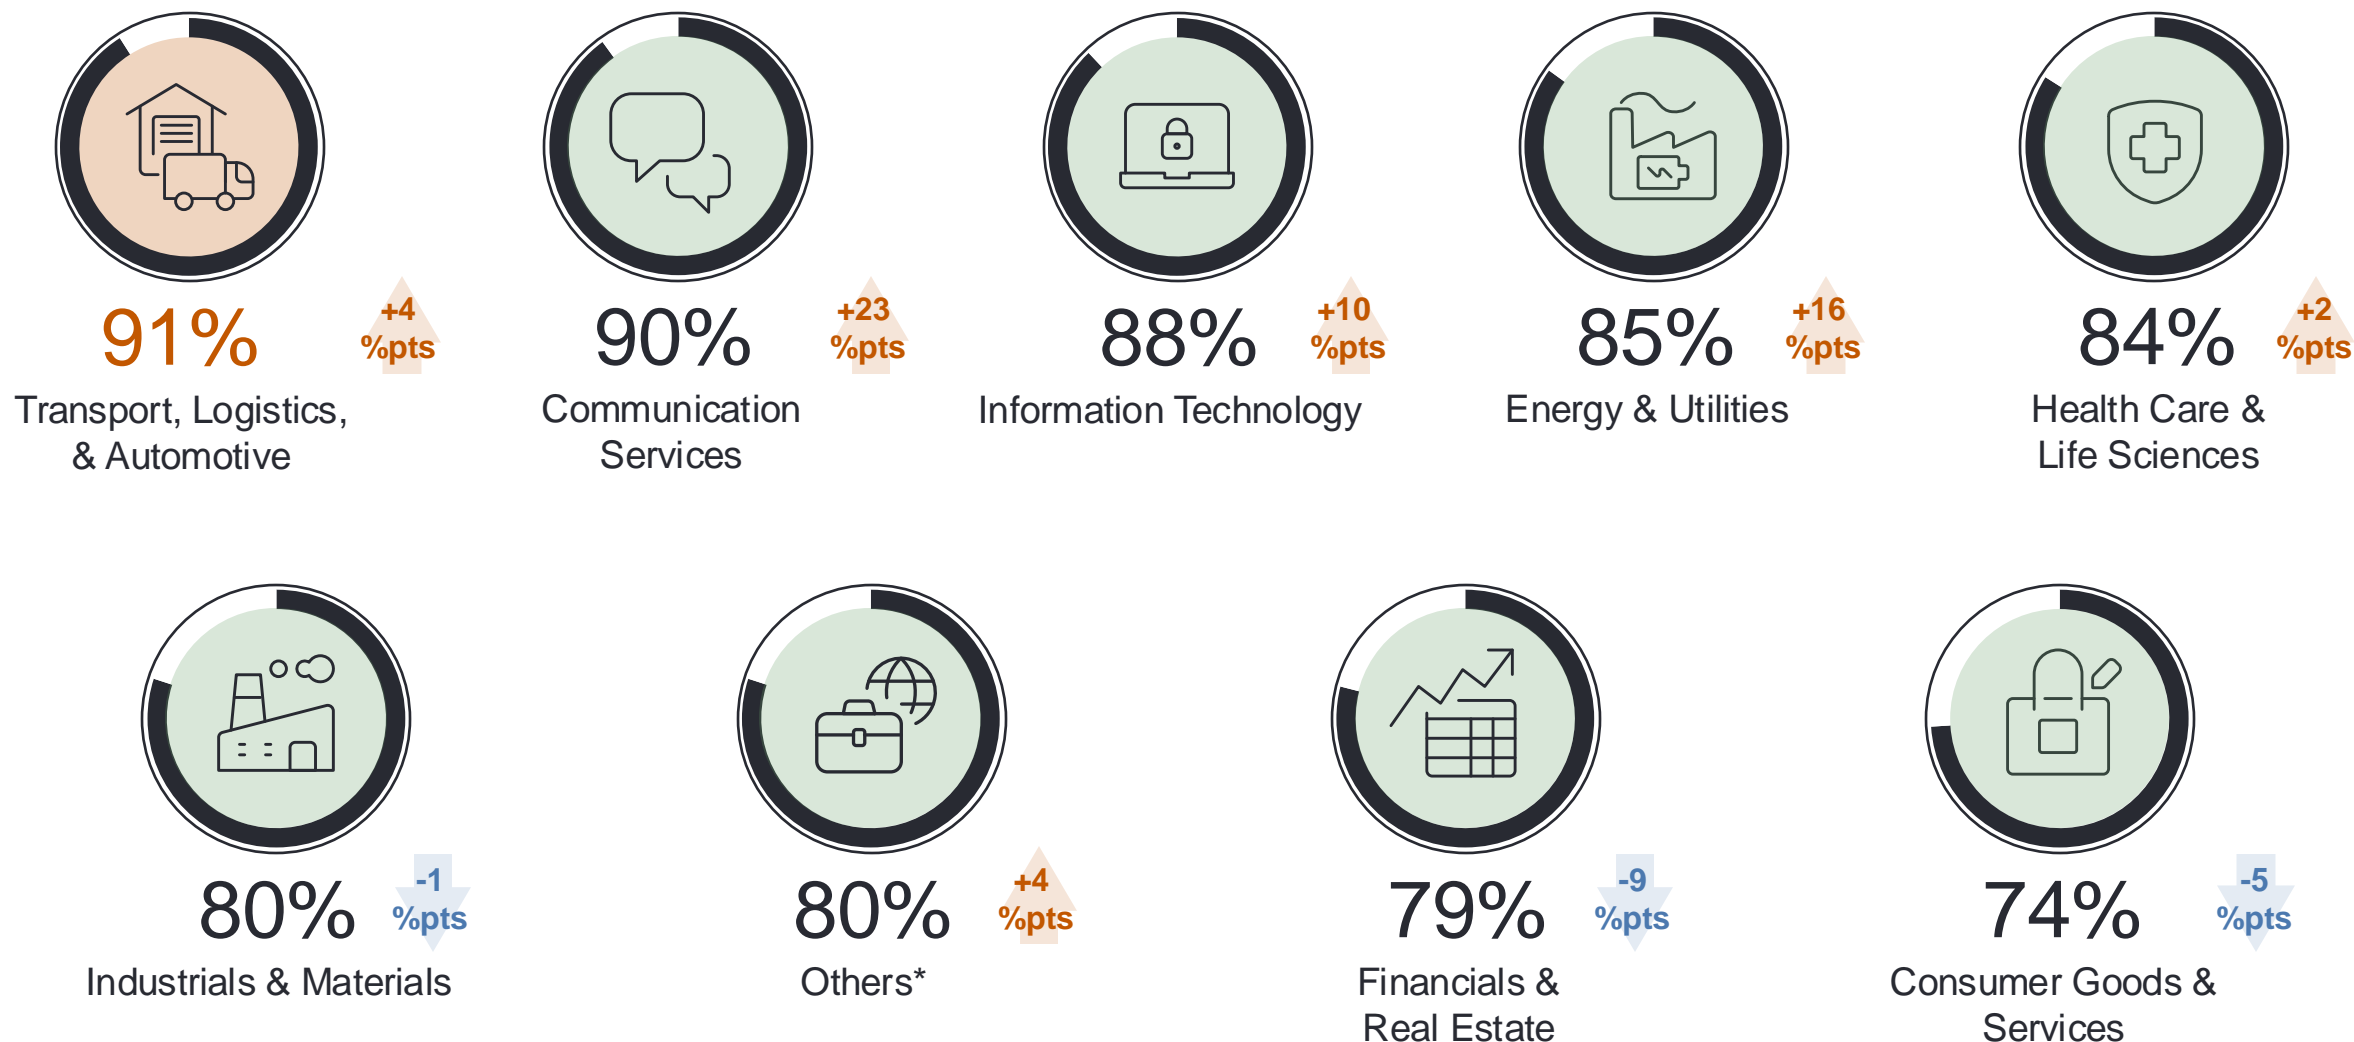 91%
+4
%pts
Transport, Logistics,
& Automotive
90%
+23
%pts
Communication
Services
88%
+10
%pts
Information Technology
85%
+16
%pts
Energy & Utilities
84%
+2
%pts
Health Care &
Life Sciences
80%
-1
%pts
Industrials & Materials
80%
+4
%pts
Others*
79%
-9
%pts
Financials &
Real Estate
74%
-5
%pts
Consumer Goods &
Services